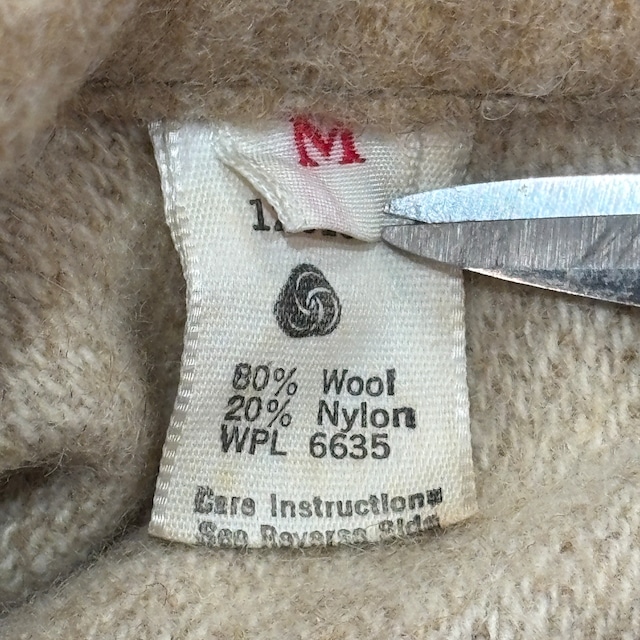 M
80% Wool
20% Nylon
WPL 6635
Care Instructions
See Reverse Side